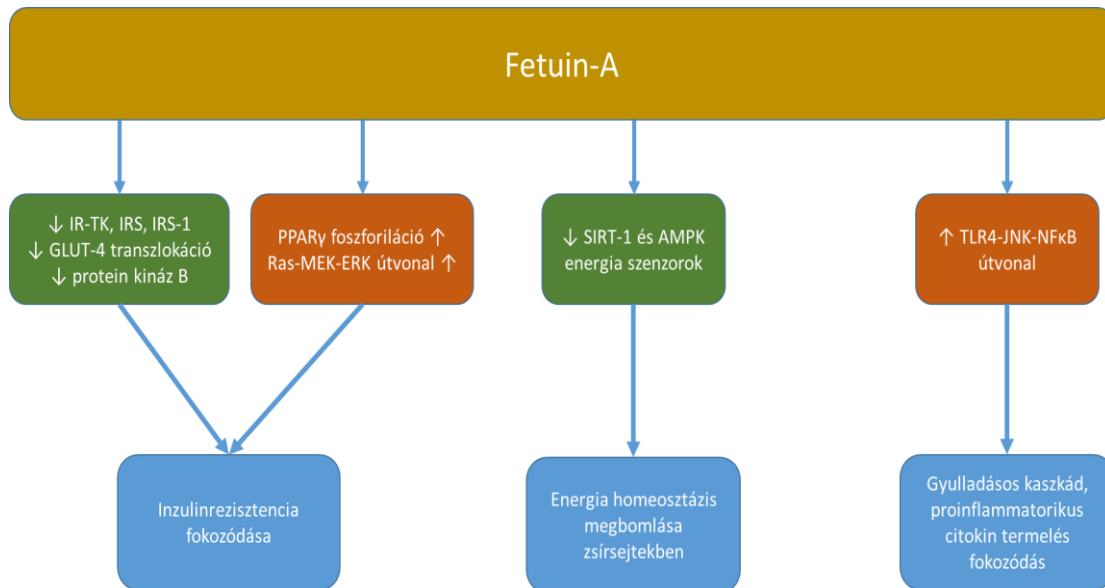 Fetuin-A
↓ IR-TK, IRS, IRS-1
↓ GLUT-4 transzlokáció
↓ protein kináz B
PPARγ foszforiláció ↑
Ras-MEK-ERK útvonal ↑
↓ SIRT-1 és AMPK
energia szenzorok
↑ TLR4-JNK-NFκB
útvonal
Inzulinrezisztencia
fokozódása
Energia homeosztázis
megbomlása
zsírsejtekben
Gyulladásos kaszkád,
proinflammatorikus
citokin termelés
fokozódás